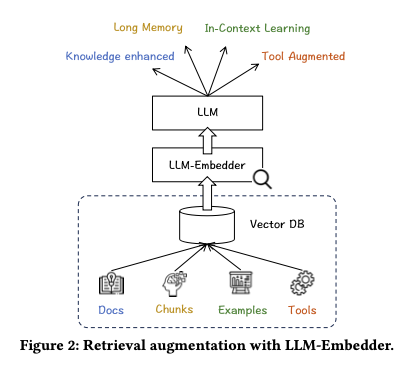 Long Memory
In-Context Learning
Knowledge enhanced
Tool Augmented
LLM
LLM-Embedder
Vector DB
Docs
Chunks
Examples
Tools
Figure 2: Retrieval augmentation with LLM-Embedder.